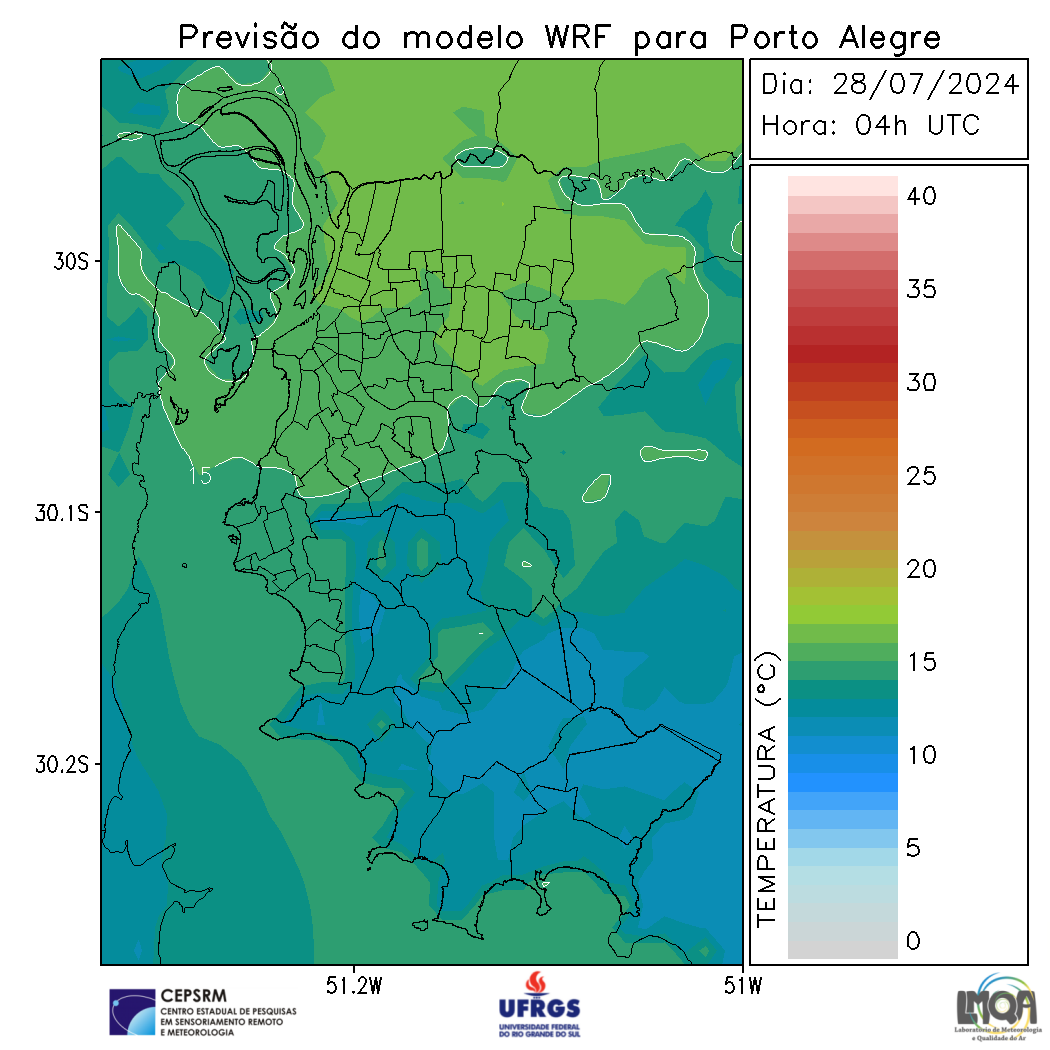 Previsão do modelo WRF para Porto Alegre
Dia: 28/07/2024
Hora: 04h UTC
30S
30.1S
30.2S
51.2W
51W
15
40
35
30
25
20
15
10
5
0
TEMPERATURA (°C)
CEPSRM
CENTRO ESTADUAL DE PESQUISAS
EM SENSORIAMENTO REMOTO
E METEOROLOGIA
UFRGS
UNIVERSIDADE FEDERAL
DO RIO GRANDE DO SUL
LMQA
Laboratório de Meteorologia
e Qualidade do Ar